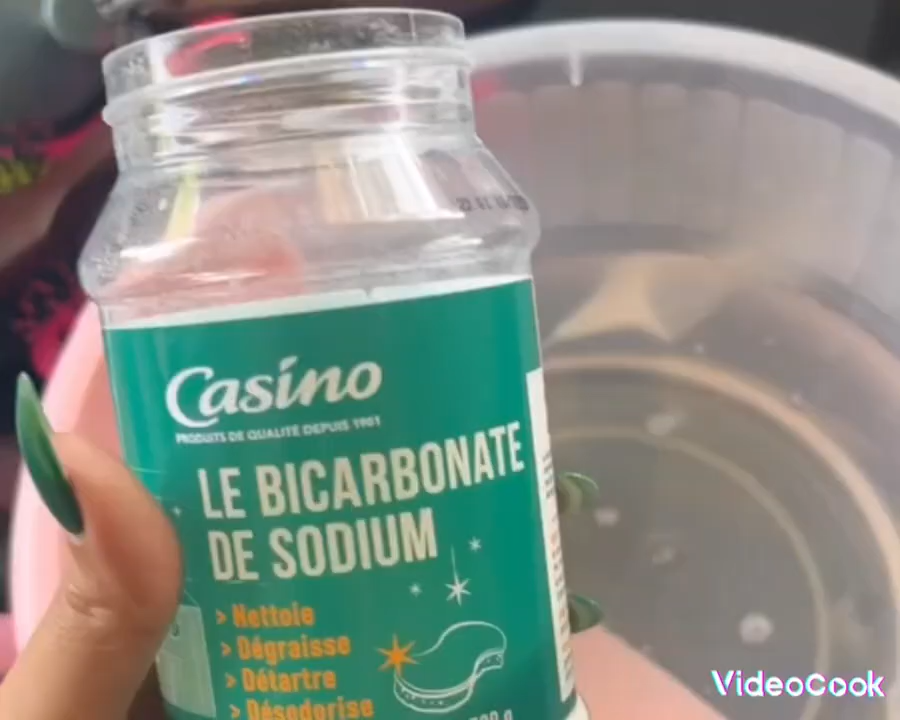 Casino
PRODUITS DE QUALITÉ DEPUIS 1901
LE BICARBONATE
DE SODIUM
> Nettoie
> Dégraisse
> Détartre
> Désodorise
VideoCook